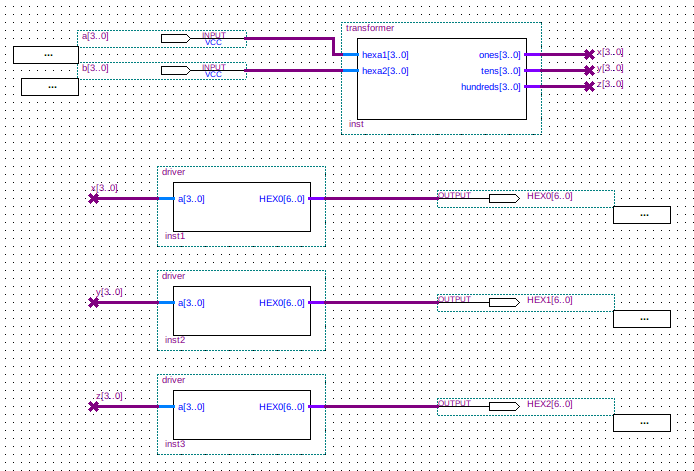 transformer
a[3..0]
INPUT
VCC
...
b[3..0]
INPUT
VCC
...
hexa1[3..0]
hexa2[3..0]
ones[3..0]
tens[3..0]
hundreds[3..0]
inst
x[3..0]
y[3..0]
z[3..0]
driver
x[3..0]
a[3..0]
HEX0[6..0]
inst1
OUTPUT
HEX0[6..0]
...
driver
y[3..0]
a[3..0]
HEX0[6..0]
inst2
OUTPUT
HEX1[6..0]
...
driver
z[3..0]
a[3..0]
HEX0[6..0]
inst3
OUTPUT
HEX2[6..0]
...